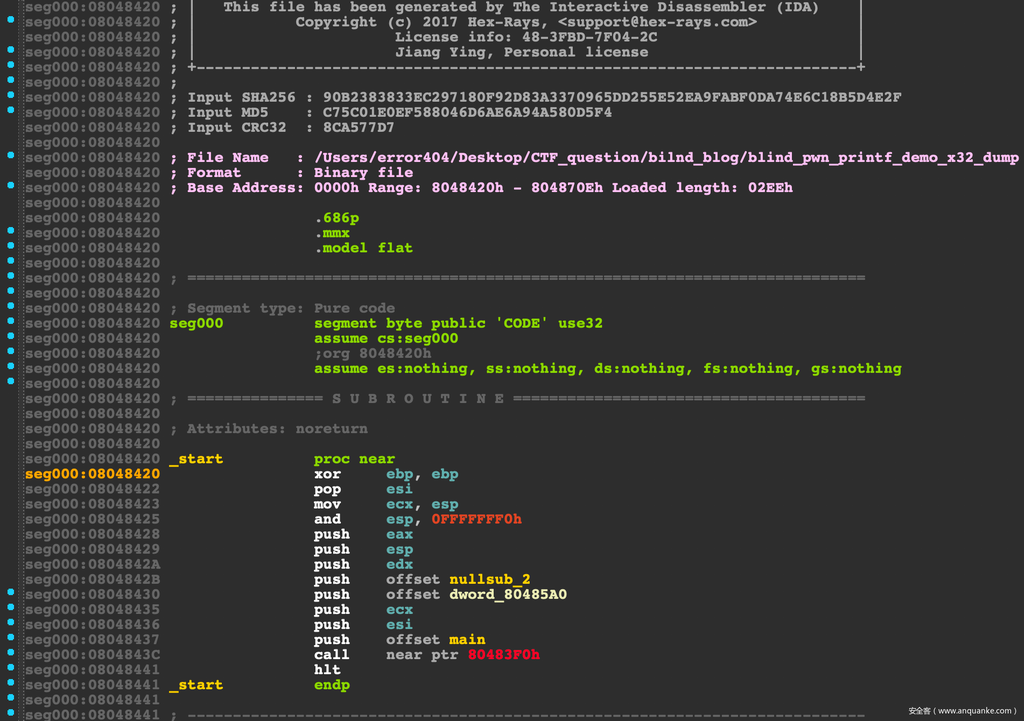 seg000:08048420 ; | This file has been generated by The Interactive Disassembler (IDA) |
seg000:08048420 ; | Copyright (c) 2017 Hex-Rays, <support@hex-rays.com> |
seg000:08048420 ; | License info: 48-3FBD-7F04-2C |
seg000:08048420 ; | Jiang Ying, Personal license |
seg000:08048420 ; +-------------------------------------------------------------------------+
seg000:08048420 ;
seg000:08048420 ; Input SHA256 : 90B2383833EC297180F92D83A3370965DD255E52EA9FABF0DA74E6C18B5D4E2F
seg000:08048420 ; Input MD5 : C75C01E0EF588046D6AE6A94A580D5F4
seg000:08048420 ; Input CRC32 : 8CA577D7
seg000:08048420
seg000:08048420 ; File Name : /Users/error404/Desktop/CTF_question/bilnd_blog/blind_pwn_printf_demo_x32_dump
seg000:08048420 ; Format : Binary file
seg000:08048420 ; Base Address: 0000h Range: 8048420h - 804870Eh Loaded length: 02EEh
seg000:08048420
seg000:08048420 .686p
seg000:08048420 .mmx
seg000:08048420 .model flat
seg000:08048420
seg000:08048420 ; ===========================================================================
seg000:08048420
seg000:08048420 ; Segment type: Pure code
seg000:08048420 seg000 segment byte public 'CODE' use32
seg000:08048420 assume cs:seg000
seg000:08048420 ;org 8048420h
seg000:08048420 assume es:nothing, ss:nothing, ds:nothing, fs:nothing, gs:nothing
seg000:08048420
seg000:08048420 ; =============== S U B R O U T I N E =======================================
seg000:08048420
seg000:08048420 ; Attributes: noreturn
seg000:08048420
seg000:08048420 _start proc near
seg000:08048420 xor ebp, ebp
seg000:08048422 pop esi
seg000:08048423 mov ecx, esp
seg000:08048425 and esp, 0FFFFFFF0h
seg000:08048428 push eax
seg000:08048429 push esp
seg000:0804842A push edx
seg000:0804842B push offset nullsub_2
seg000:08048430 push offset dword_80485A0
seg000:08048435 push ecx
seg000:08048436 push esi
seg000:08048437 push offset main
seg000:0804843C call near ptr 80483F0h
seg000:08048441 hlt
seg000:08048441 _start endp
seg000:08048441
seg000:08048441 ; ---------------------------------------------------------------------------
安全客（www.anquanke.com）